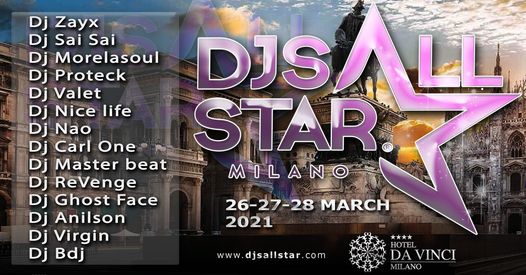 Dj Zayx
Dj Sai Sai
Dj Morelasoul
Dj Proteck
Dj Valet
Dj Nice life
Dj Nao
Dj Carl One
Dj Master beat
Dj ReVenge
Dj Ghost Face
Dj Anilson
Dj Virgin
Dj Bdj
DJS ALL
STAR.
MILANO
26-27-28 MARCH
2021
www.djsallstar.com
HOTEL
DA VINCI
MILANO